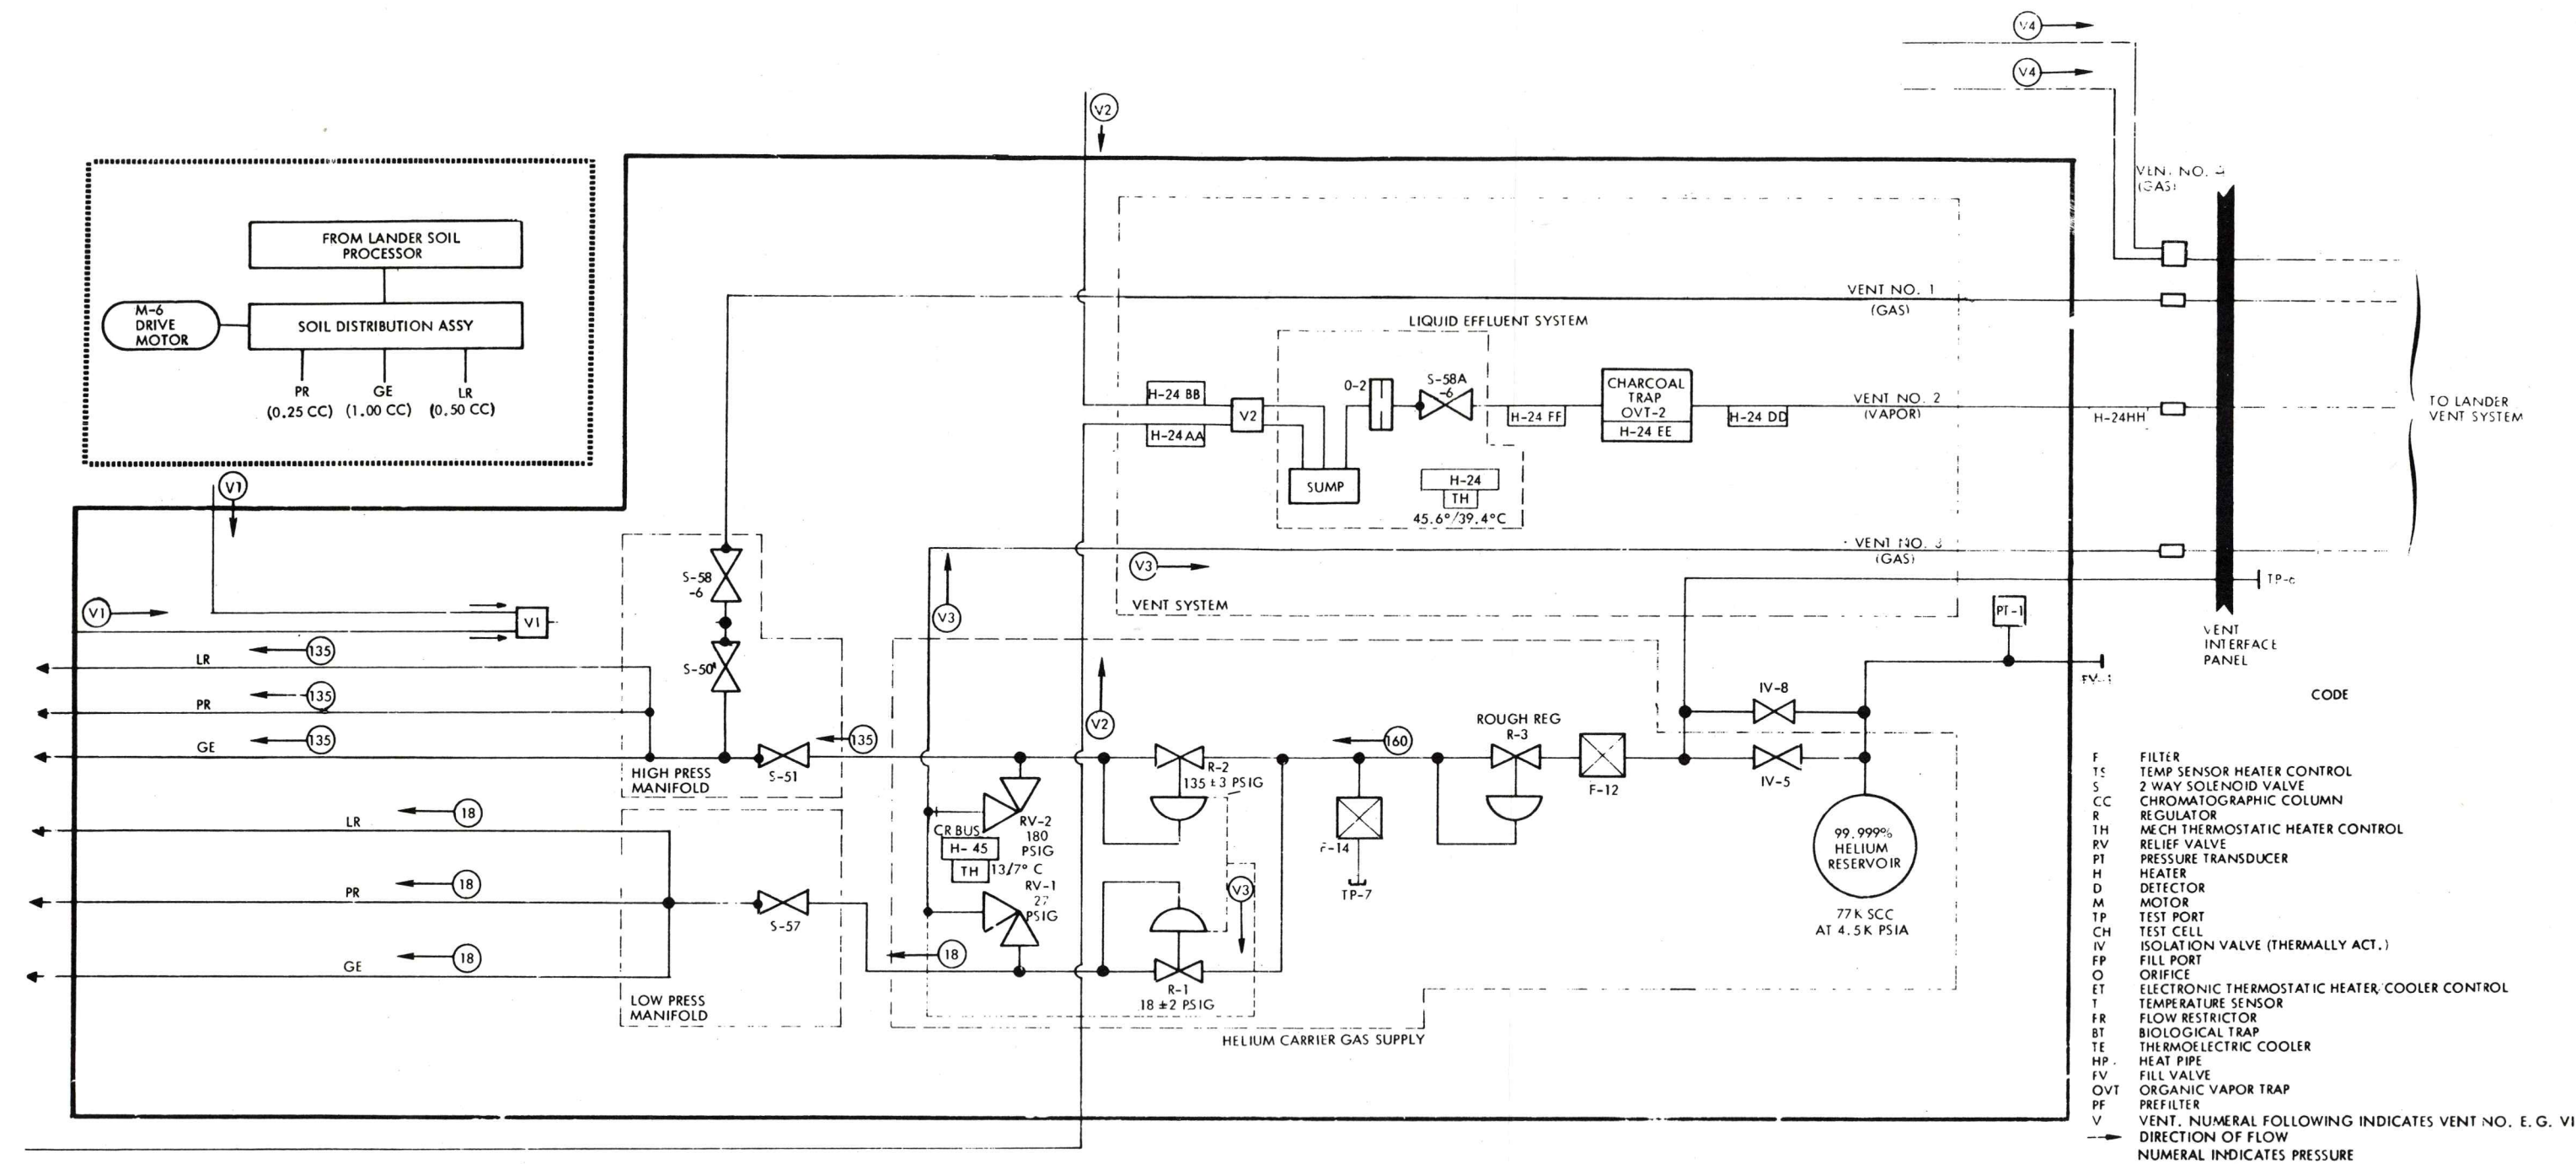 V4
V4
V2
VENT NO.
(GAS)
FROM LANDER SOIL
PROCESSOR
M-6
DRIVE
MOTOR
SOIL DISTRIBUTION ASSY
PR
GE
LR
(0.25 CC)
(1.00 CC)
(0.50 CC)
VENT NO. 1
(GAS)
LIQUID EFFLUENT SYSTEM
H-24 BB
V2
H-24 AA
O-2
S-58A
-6
H-24 FF
CHARCOAL
TRAP
OVT-2
H-24 EE
H-24 DD
VENT NO. 2
(VAPOR)
H-24HH
TO LANDER
VENT SYSTEM
SUMP
H-24
TH
45.6°/39.4°C
V1
VENT NO. 3
(GAS)
V3
VENT SYSTEM
TP-6
PT-1
VENT
INTERFACE
PANEL
FV-1
S-58
-6
S-50
V1
V1
V3
LR
135
PR
135
GE
135
HIGH PRESS
MANIFOLD
S-51
135
V2
R-2
135 ±3 PSIG
160
ROUGH REG
R-3
F-12
IV-8
IV-5
99.999%
HELIUM
RESERVOIR
77K SCC
AT 4.5K PSIA
F-14
TP-7
RV-2
180
PSIG
CR BUS
H-45
TH
13/7° C
RV-1
27
PSIG
V3
LR
18
PR
18
GE
18
S-57
18
LOW PRESS
MANIFOLD
R-1
18 ±2 PSIG
HELIUM CARRIER GAS SUPPLY
CODE
F FILTER
TS TEMP SENSOR HEATER CONTROL
S 2 WAY SOLENOID VALVE
CC CHROMATOGRAPHIC COLUMN
R REGULATOR
TH MECH THERMOSTATIC HEATER CONTROL
RV RELIEF VALVE
PT PRESSURE TRANSDUCER
H HEATER
D DETECTOR
M MOTOR
TP TEST PORT
CH TEST CELL
IV ISOLATION VALVE (THERMALLY ACT.)
FP FILL PORT
O ORIFICE
ET ELECTRONIC THERMOSTATIC HEATER/COOLER CONTROL
T TEMPERATURE SENSOR
FR FLOW RESTRICTOR
BT BIOLOGICAL TRAP
TE THERMOELECTRIC COOLER
HP. HEAT PIPE
FV FILL VALVE
OVT ORGANIC VAPOR TRAP
PF PREFILTER
V VENT. NUMERAL FOLLOWING INDICATES VENT NO. E.G. V1
DIRECTION OF FLOW
NUMERAL INDICATES PRESSURE